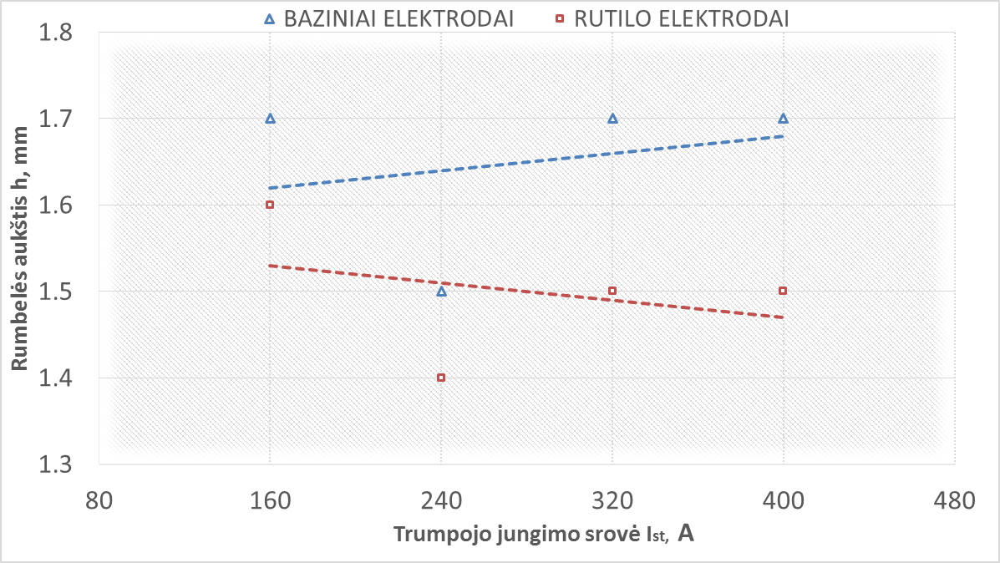 BAZINIAI ELEKTRODAI RUTILO ELEKTRODAI
1.8
1.7
1.6
1.5
1.4
1.3
Rumbelės aukštis h, mm
80 160 240 320 400 480
Trumpojo jungimo srovė Ist, A